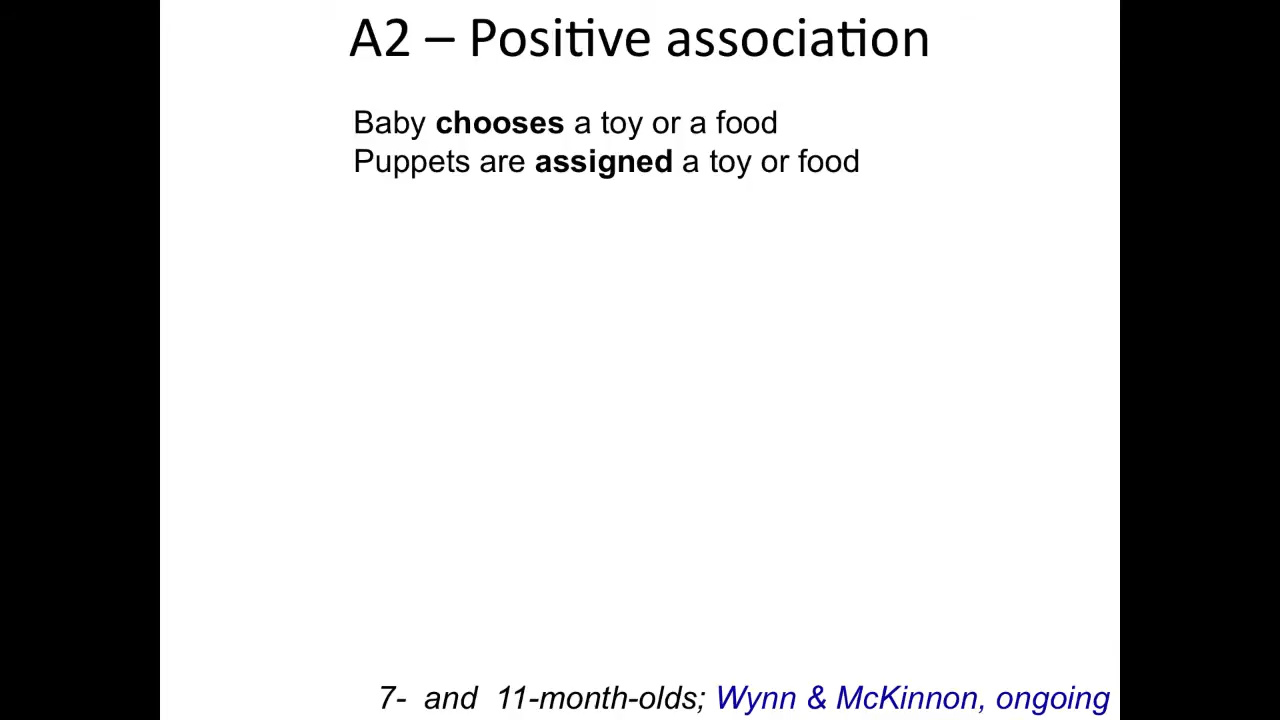 A2 – Positive association
Baby chooses a toy or a food
Puppets are assigned a toy or food
7- and 11-month-olds; Wynn & McKinnon, ongoing